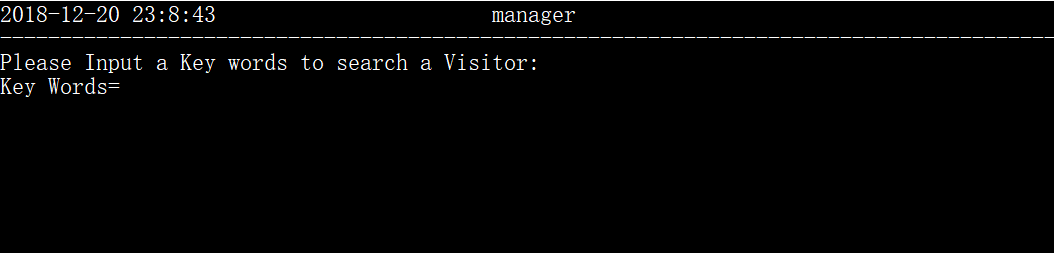 2018-12-20 23:8:43 manager
--------------------------------------------------------------------------------
Please Input a Key words to search a Visitor:
Key Words=